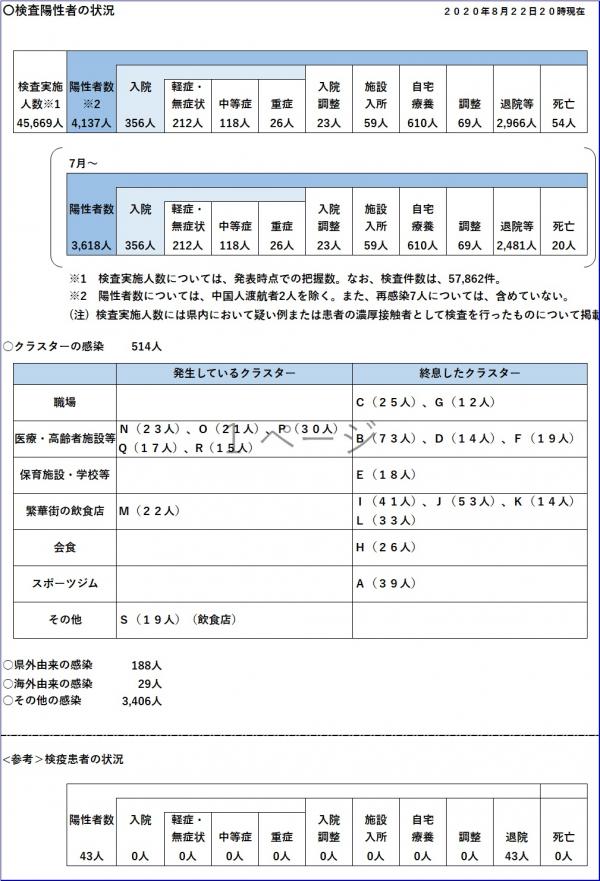 〇検査陽性者の状況 ２０２０年８月２２日２０時現在
検査実施人数※1 陽性者数※2 入院 軽症・無症状 中等症 重症 入院調整 施設入所 自宅療養 調整 退院等 死亡
45,669人 4,137人 356人 212人 118人 26人 23人 59人 610人 69人 2,966人 54人
7月～
陽性者数 入院 軽症・無症状 中等症 重症 入院調整 施設入所 自宅療養 調整 退院等 死亡
3,618人 356人 212人 118人 26人 23人 59人 610人 69人 2,481人 20人
※1　検査実施人数については、発表時点での把握数。なお、検査件数は、57,862件。
※2　陽性者数については、中国人渡航者2人を除く。また、再感染7人については、含めていない。
（注）検査実施人数には県内において疑い例または患者の濃厚接触者として検査を行ったものについて掲載
〇クラスターの感染 514人
発生しているクラスター 終息したクラスター
職場 Ｃ（２５人）、Ｇ（１２人）
医療・高齢者施設等 Ｎ（２３人）、Ｏ（２１人）、Ｐ（３０人） Ｂ（７３人）、Ｄ（１４人）、Ｆ（１９人）
Ｑ（１７人）、Ｒ（１５人）
1 ページ
保育施設・学校等 Ｅ（１８人）
繁華街の飲食店 Ｍ（２２人） Ｉ（４１人）、Ｊ（５３人）、Ｋ（１４人）
Ｌ（３３人）
会食 Ｈ（２６人）
スポーツジム Ａ（３９人）
その他 Ｓ（１９人）（飲食店）
〇県外由来の感染 188人
〇海外由来の感染 29人
〇その他の感染 3,406人
＜参考＞検疫患者の状況
陽性者数 入院 軽症・無症状 中等症 重症 入院調整 施設入所 自宅療養 調整 退院 死亡
43人 0人 0人 0人 0人 0人 0人 0人 0人 43人 0人